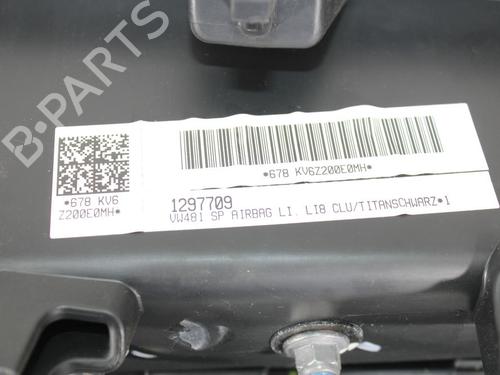 B-PARTS
*678 KV6Z200E0MH*
*678 KV6
Z200E0MH*
1297709
VW481 SP AIRBAG LI. LI8 CLU/TITANSCHWARZ*1